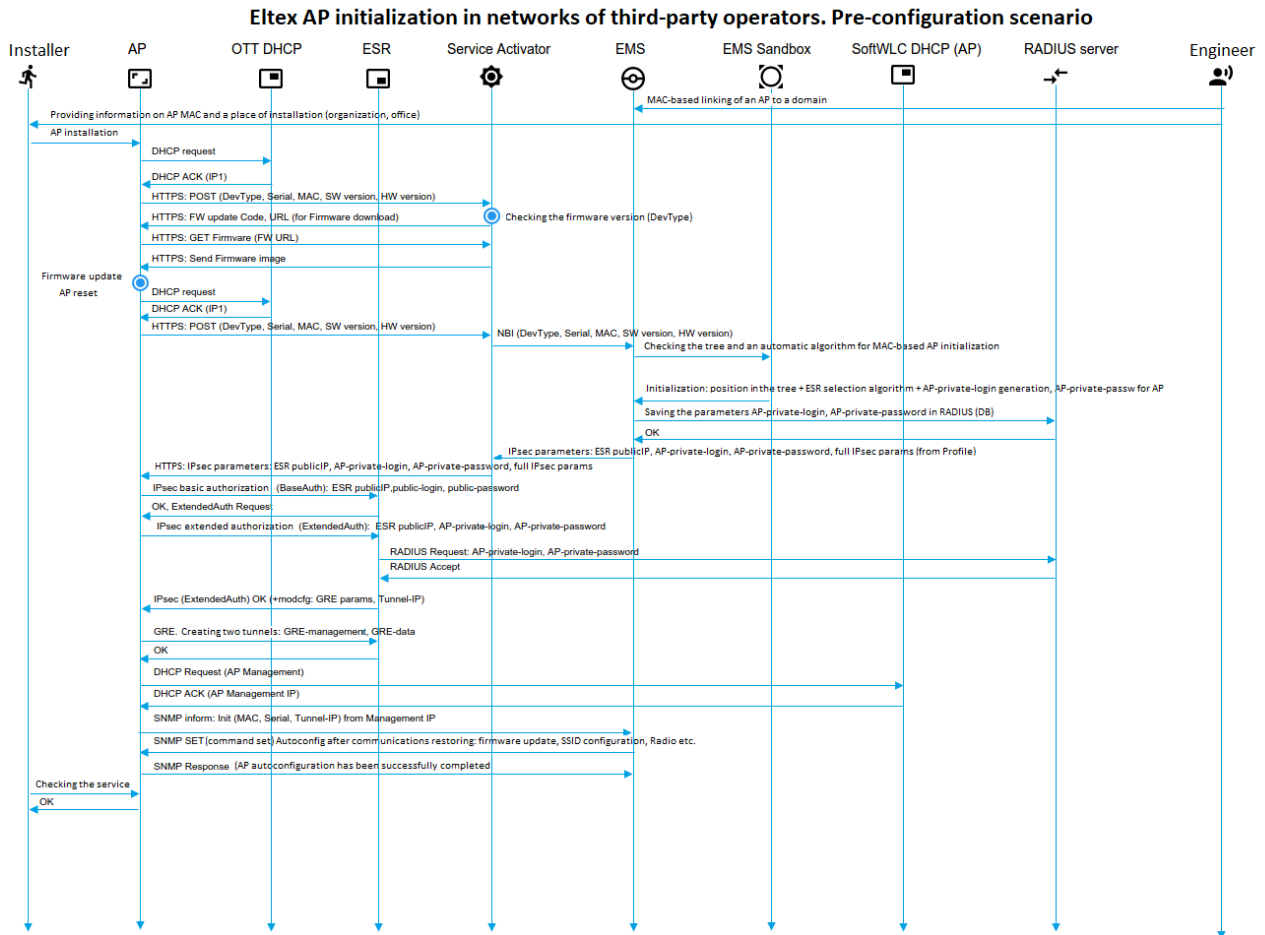 Eltex AP initialization in networks of third-party operators. Pre-configuration scenario
Installer
AP
OTT DHCP
ESR
Service Activator
EMS
EMS Sandbox
SoftWLC DHCP (AP)
RADIUS server
Engineer
MAC-based linking of an AP to a domain
Providing information on AP MAC and a place of installation (organization, office)
AP installation
DHCP request
DHCP ACK (IP1)
HTTPS: POST (DevType, Serial, MAC, SW version, HW version)
HTTPS: FW update Code, URL (for Firmware download)
Checking the firmware version (DevType)
HTTPS: GET Firmvare (FW URL)
HTTPS: Send Firmware image
Firmware update
AP reset
DHCP request
DHCP ACK (IP1)
HTTPS: POST (DevType, Serial, MAC, SW version, HW version)
NBI (DevType, Serial, MAC, SW version, HW version)
Checking the tree and an automatic algorithm for MAC-based AP initialization
Initialization: position in the tree + ESR selection algorithm + AP-private-login generation, AP-private-passw for AP
Saving the parameters AP-private-login, AP-private-password in RADIUS (DB)
OK
IPsec parameters: ESR publicIP, AP-private-login, AP-private-password, full IPsec params (from Profile)
HTTPS: IPsec parameters: ESR publicIP, AP-private-login, AP-private-password, full IPsec params
IPsec basic authorization (BaseAuth): ESR publicIP,public-login, public-password
OK, ExtendedAuth Request
IPsec extended authorization (ExtendedAuth): ESR publicIP, AP-private-login, AP-private-password
RADIUS Request: AP-private-login, AP-private-password
RADIUS Accept
IPsec (ExtendedAuth) OK (+modcfg: GRE params, Tunnel-IP)
GRE. Creating two tunnels: GRE-management, GRE-data
OK
DHCP Request (AP Management)
DHCP ACK (AP Management IP)
SNMP inform: Init (MAC, Serial, Tunnel-IP) from Management IP
SNMP SET(command set) Autoconfig after communications restoring: firmware update, SSID configuration, Radio etc.
SNMP Response (AP autoconfiguration has been successfully completed
Checking the service
OK